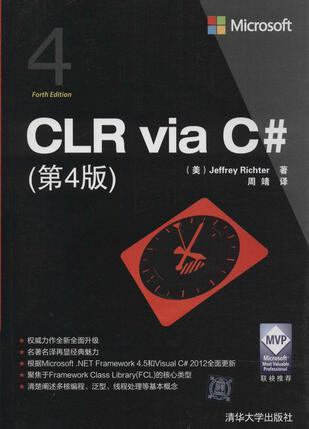 Microsoft
4
Forth Edition
CLR via C#
(第4版)
(美) Jeffrey Richter 著
周 靖 译
权威力作全新全面升级
名著名译再显经典魅力
根据Microsoft .NET Framework 4.5和Visual C# 2012全面更新
聚焦于Framework Class Library(FCL)的核心类型
清楚阐述多核编程、泛型、线程处理等基本概念
MVP
Microsoft
Most Valuable
Professional
联袂推荐
清华大学出版社